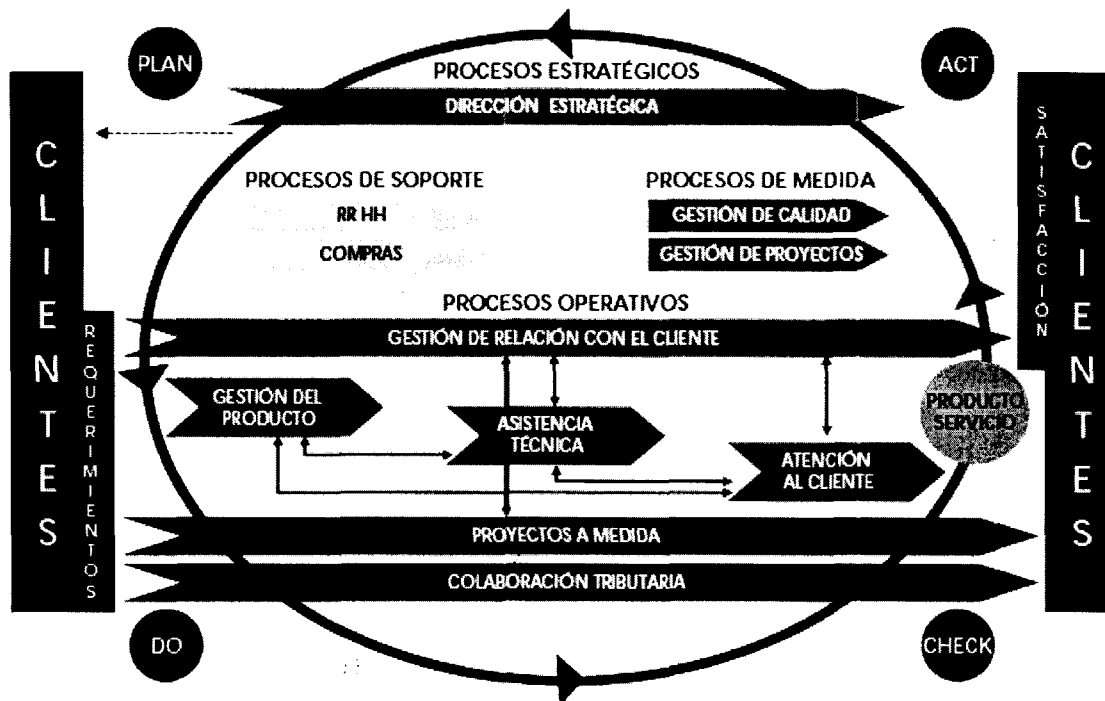 PLAN
ACT
PROCESOS ESTRATÉGICOS
DIRECCIÓN ESTRATÉGICA
CLIENTES
REQUERIMIENTOS
PROCESOS DE SOPORTE
RR HH
COMPRAS
PROCESOS DE MEDIDA
GESTIÓN DE CALIDAD
GESTIÓN DE PROYECTOS
SATISFACCIÓN
CLIENTES
PROCESOS OPERATIVOS
GESTIÓN DE RELACIÓN CON EL CLIENTE
GESTIÓN DEL
PRODUCTO
ASISTENCIA
TÉCNICA
ATENCIÓN
AL CLIENTE
PRODUCTO
SERVICIO
PROYECTOS A MEDIDA
COLABORACIÓN TRIBUTARIA
DO
CHECK